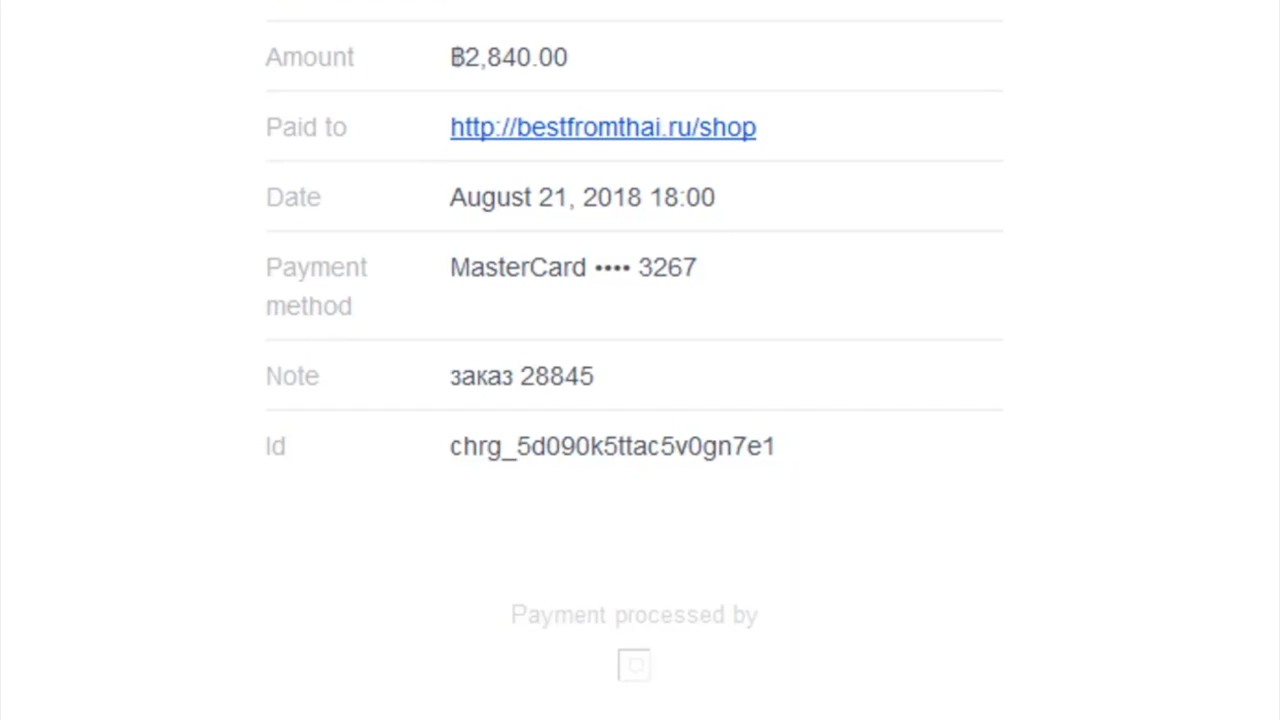 Amount ฿2,840.00
Paid to http://bestfromthai.ru/shop
Date August 21, 2018 18:00
Payment method MasterCard •••• 3267
Note заказ 28845
Id chrg_5d090k5ttac5v0gn7e1
Payment processed by